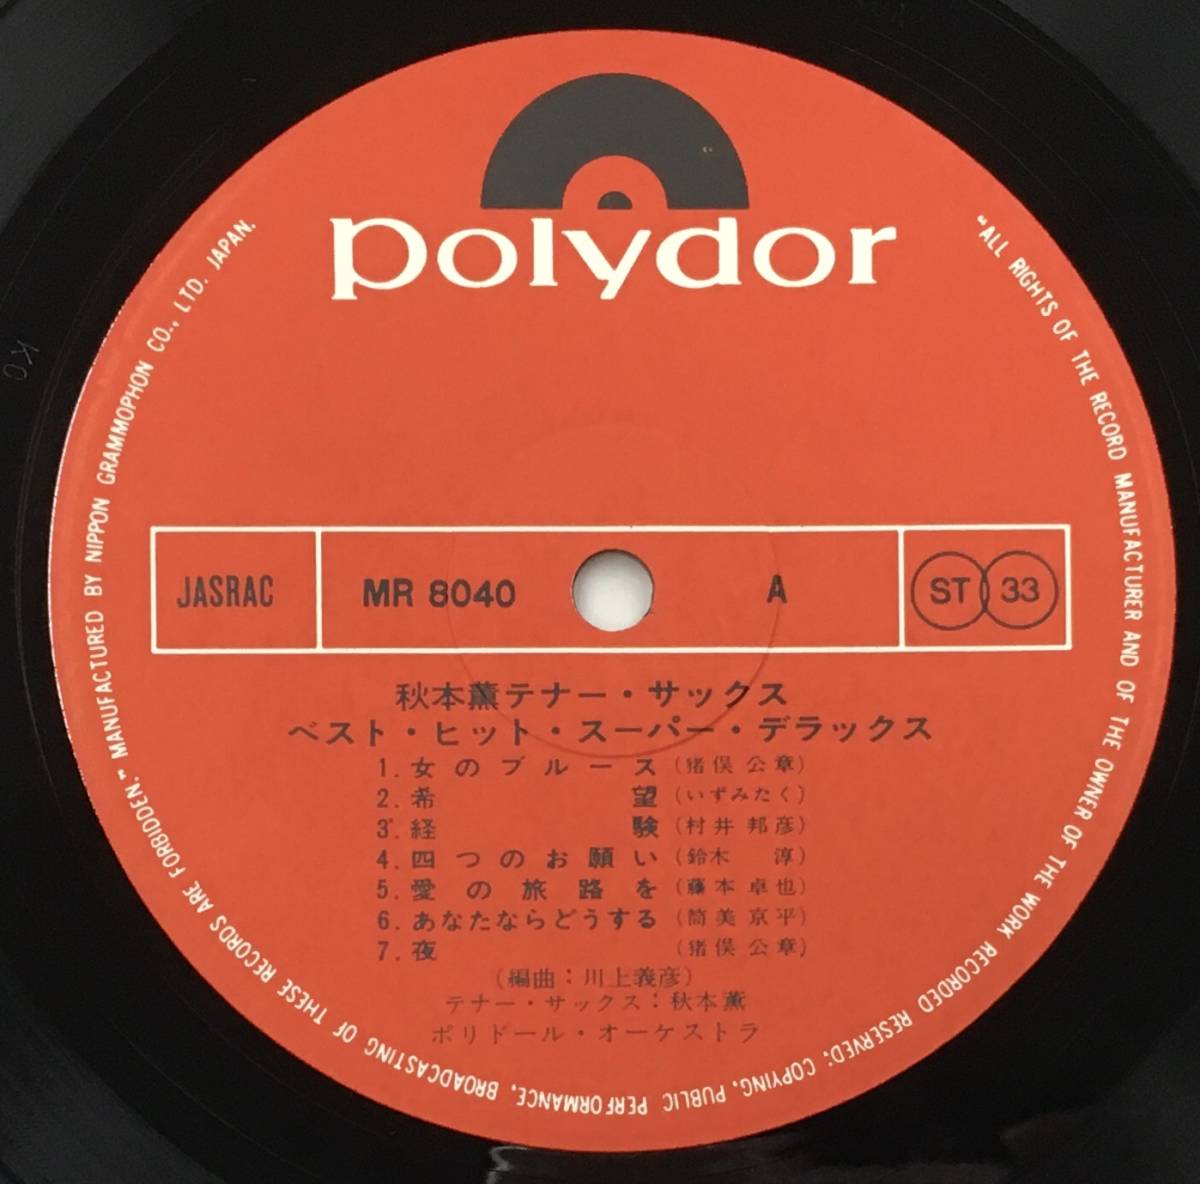 polydor
JASRAC MR 8040 A ST 33
秋本薫テナー・サックス
ベスト・ヒット・スーパー・デラックス
1. 女のブルース (猪俣公章)
2. 希望 (いずみたく)
3. 経験 (村井邦彦)
4. 四つのお願い (鈴木 淳)
5. 愛の旅路を (藤本卓也)
6. あなたならどうする (筒美京平)
7. 夜 (猪俣公章)
(編曲：川上義彦)
テナー・サックス：秋本薫
ポリドール・オーケストラ
"ALL RIGHTS OF THE RECORD MANUFACTURER AND OF THE OWNER OF THE WORK RECORDED RESERVED; COPYING, PUBLIC PERFORMANCE, BROADCASTING OF THESE RECORDS ARE FORBIDDEN." MANUFACTURED BY NIPPON GRAMMOPHON CO., LTD. JAPAN.
KO